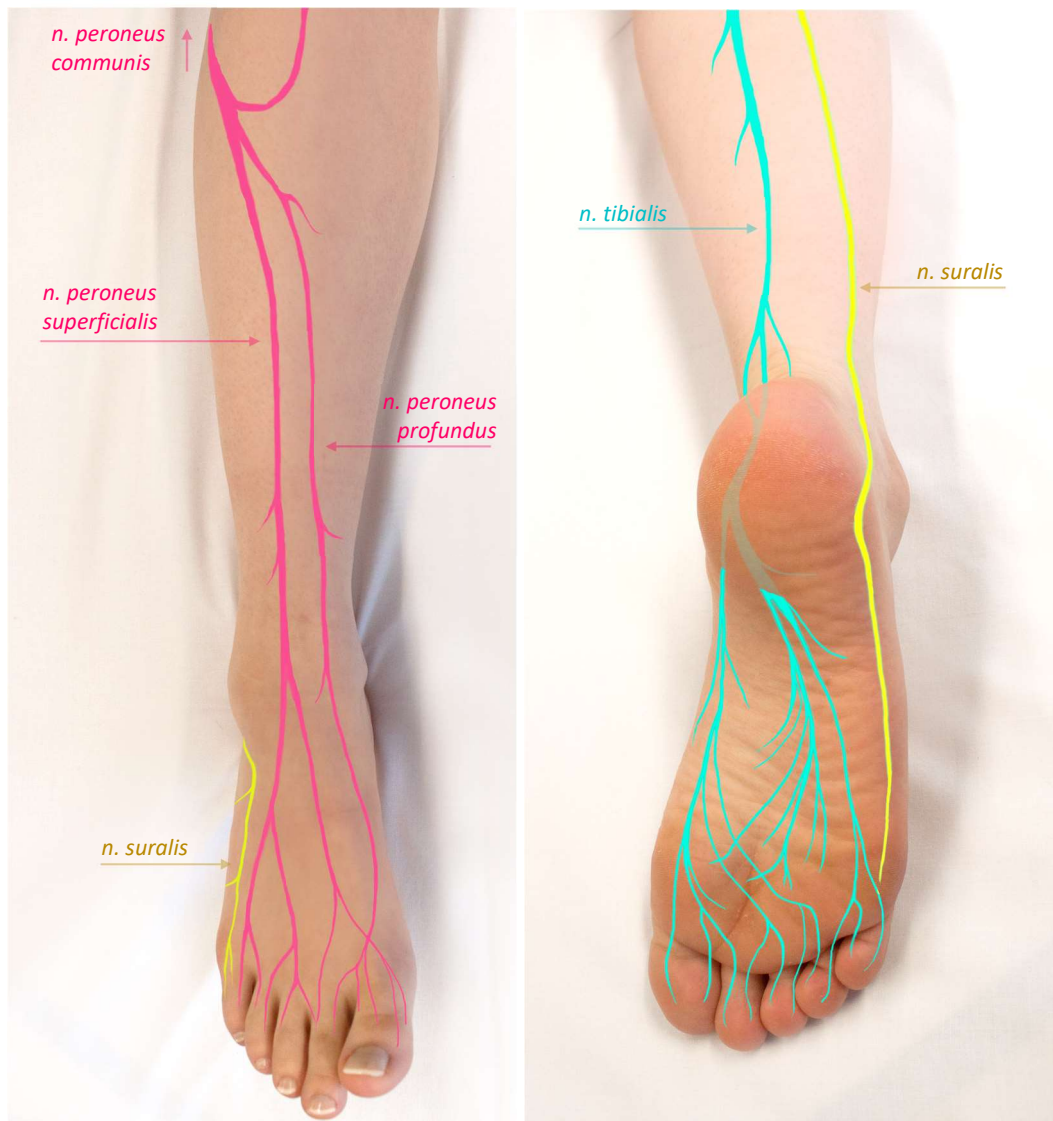 n. peroneus
communis
n. peroneus
superficialis
n. peroneus
profundus
n. suralis
n. tibialis
n. suralis